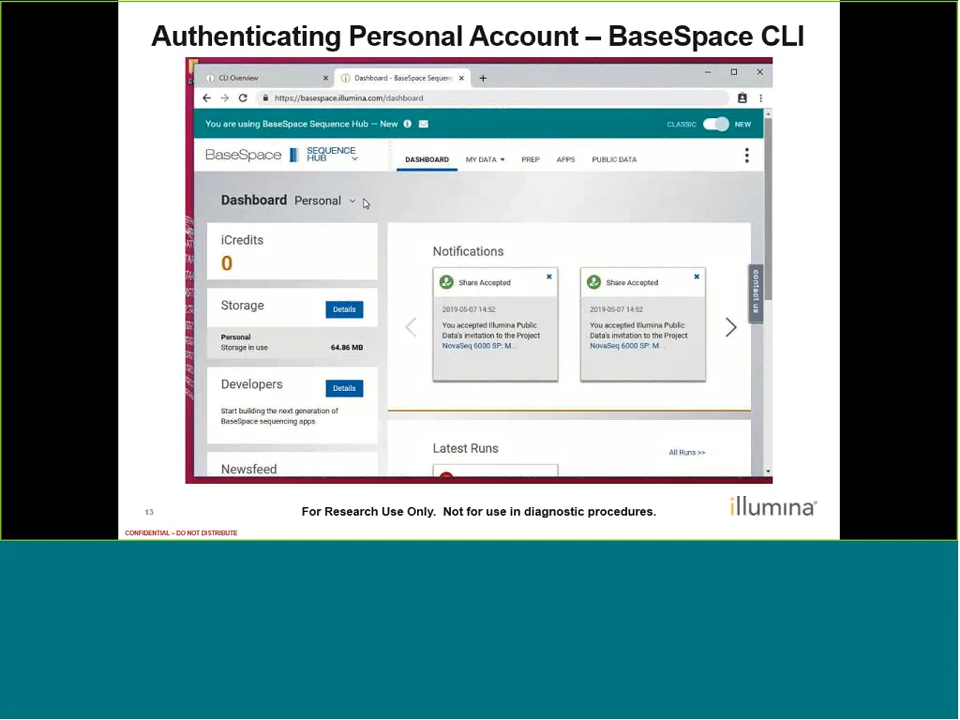 Authenticating Personal Account – BaseSpace CLI
CLI Overview
Dashboard - BaseSpace Sequenc
https://basespace.illumina.com/dashboard
You are using BaseSpace Sequence Hub — New
CLASSIC NEW
BaseSpace SEQUENCE HUB
DASHBOARD MY DATA PREP APPS PUBLIC DATA
Dashboard Personal
iCredits
0
Storage Details
Personal
Storage in use 64.86 MB
Developers Details
Start building the next generation of
BaseSpace sequencing apps.
Newsfeed
Notifications
Share Accepted
2019-05-07 14:52
You accepted Illumina Public
Data's invitation to the Project
NovaSeq 6000 SP: M...
Share Accepted
2019-05-07 14:52
You accepted Illumina Public
Data's invitation to the Project
NovaSeq 6000 SP: M...
contact us
Latest Runs
All Runs >>
13
For Research Use Only. Not for use in diagnostic procedures.
illumina®
CONFIDENTIAL – DO NOT DISTRIBUTE